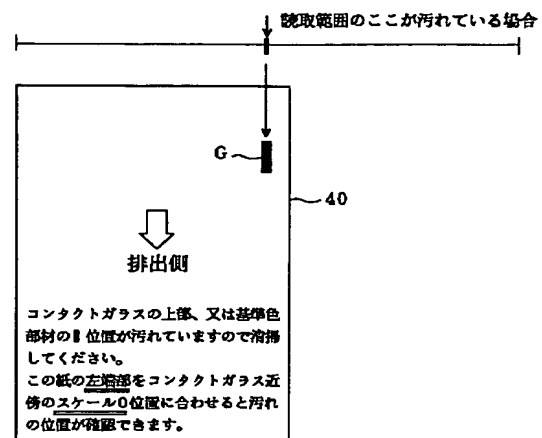 読取範囲のここが汚れている場合
G
40
排出側
コンタクトガラスの上部、又は基準色
部材の▮位置が汚れていますので清掃
してください。
この紙の左端部をコンタクトガラス近
傍のスケール0位置に合わせると汚れ
の位置が確認できます。